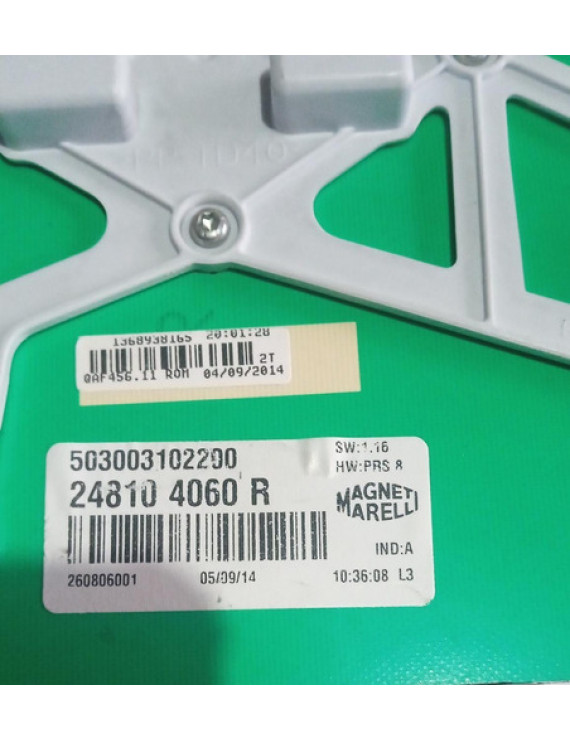 1368938165 20:01:28
2T
QAF456.11 ROM 04/09/2014
503003102200
SW:1.16
HW:PRS 8
24810 4060 R
MAGNETI
MARELLI
IND:A
260806001 05/09/14 10:36:08 L3